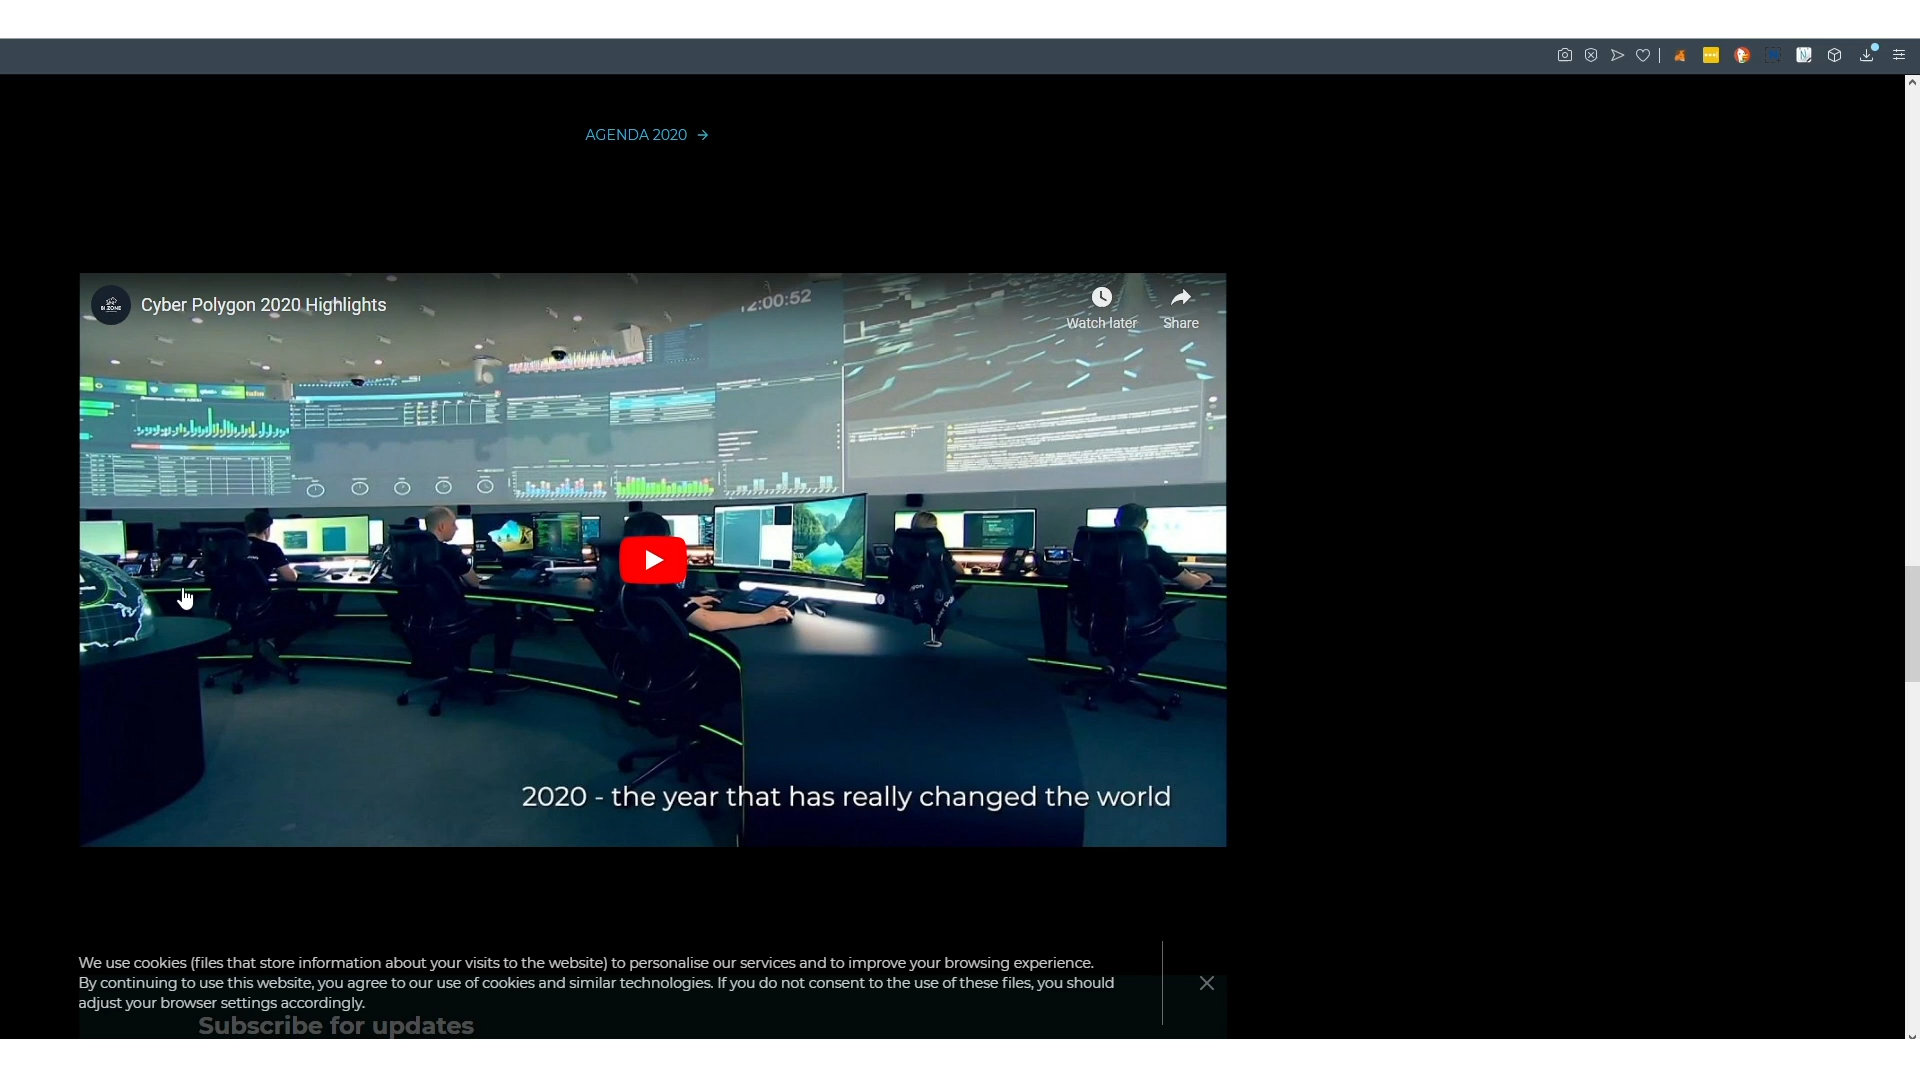 AGENDA 2020
BI.ZONE
Cyber Polygon 2020 Highlights
12:00:52
Watch later
Share
2020 - the year that has really changed the world
We use cookies (files that store information about your visits to the website) to personalise our services and to improve your browsing experience.
By continuing to use this website, you agree to our use of cookies and similar technologies. If you do not consent to the use of these files, you should
adjust your browser settings accordingly.
Subscribe for updates